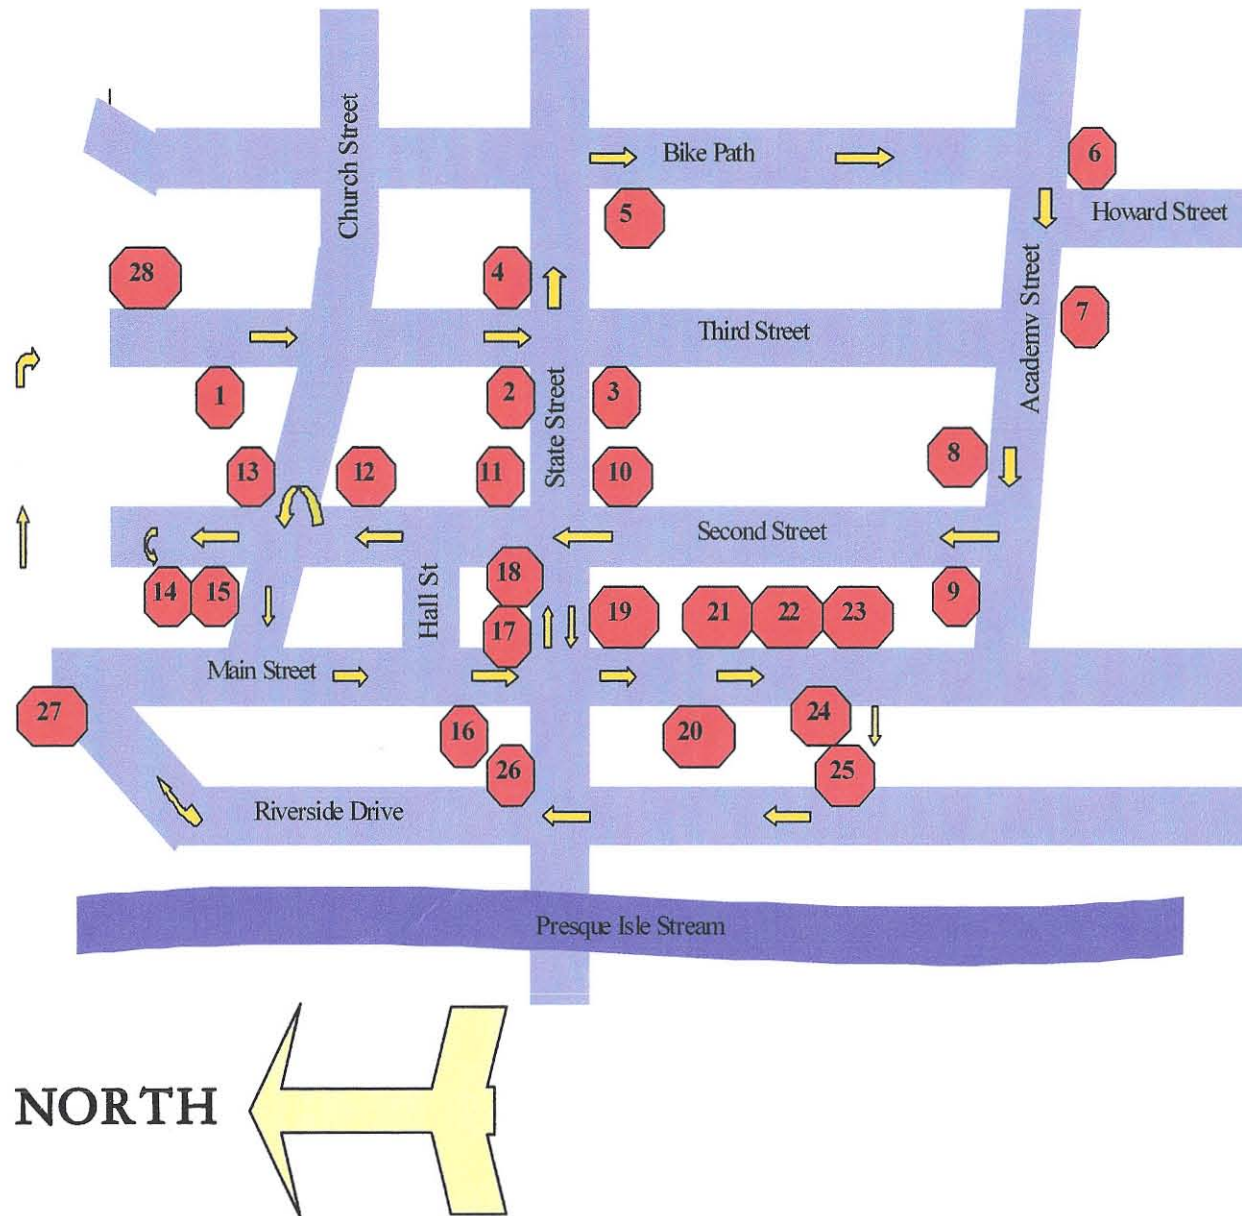 Church Street
Bike Path
6
5
Howard Street
28
4
Academy Street
7
Third Street
1
2
State Street
3
13
12
11
10
8
Second Street
14
15
Hall St
18
17
19
21
22
23
9
Main Street
27
16
26
20
24
25
Riverside Drive
Presque Isle Stream
NORTH